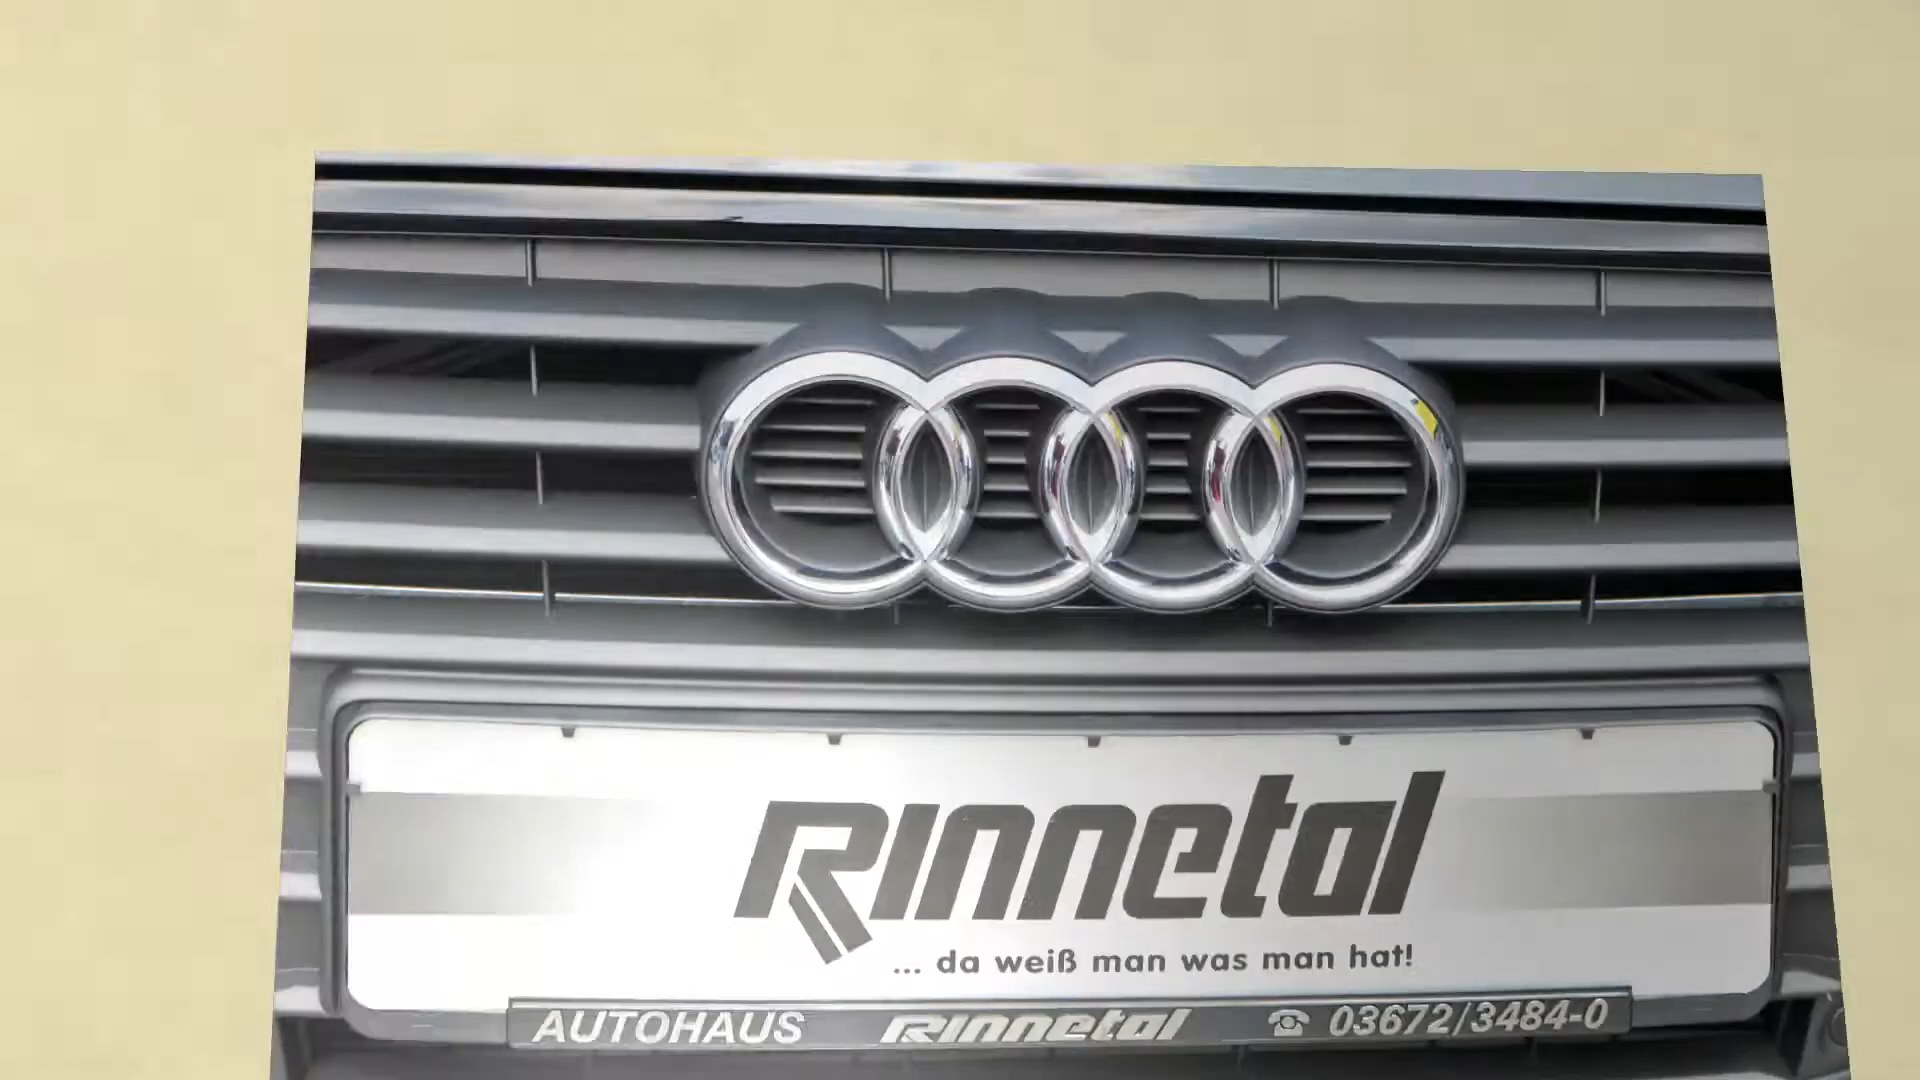 Rinnetal
... da weiß man was man hat!
AUTOHAUS Rinnetal ☎ 03672/3484-0